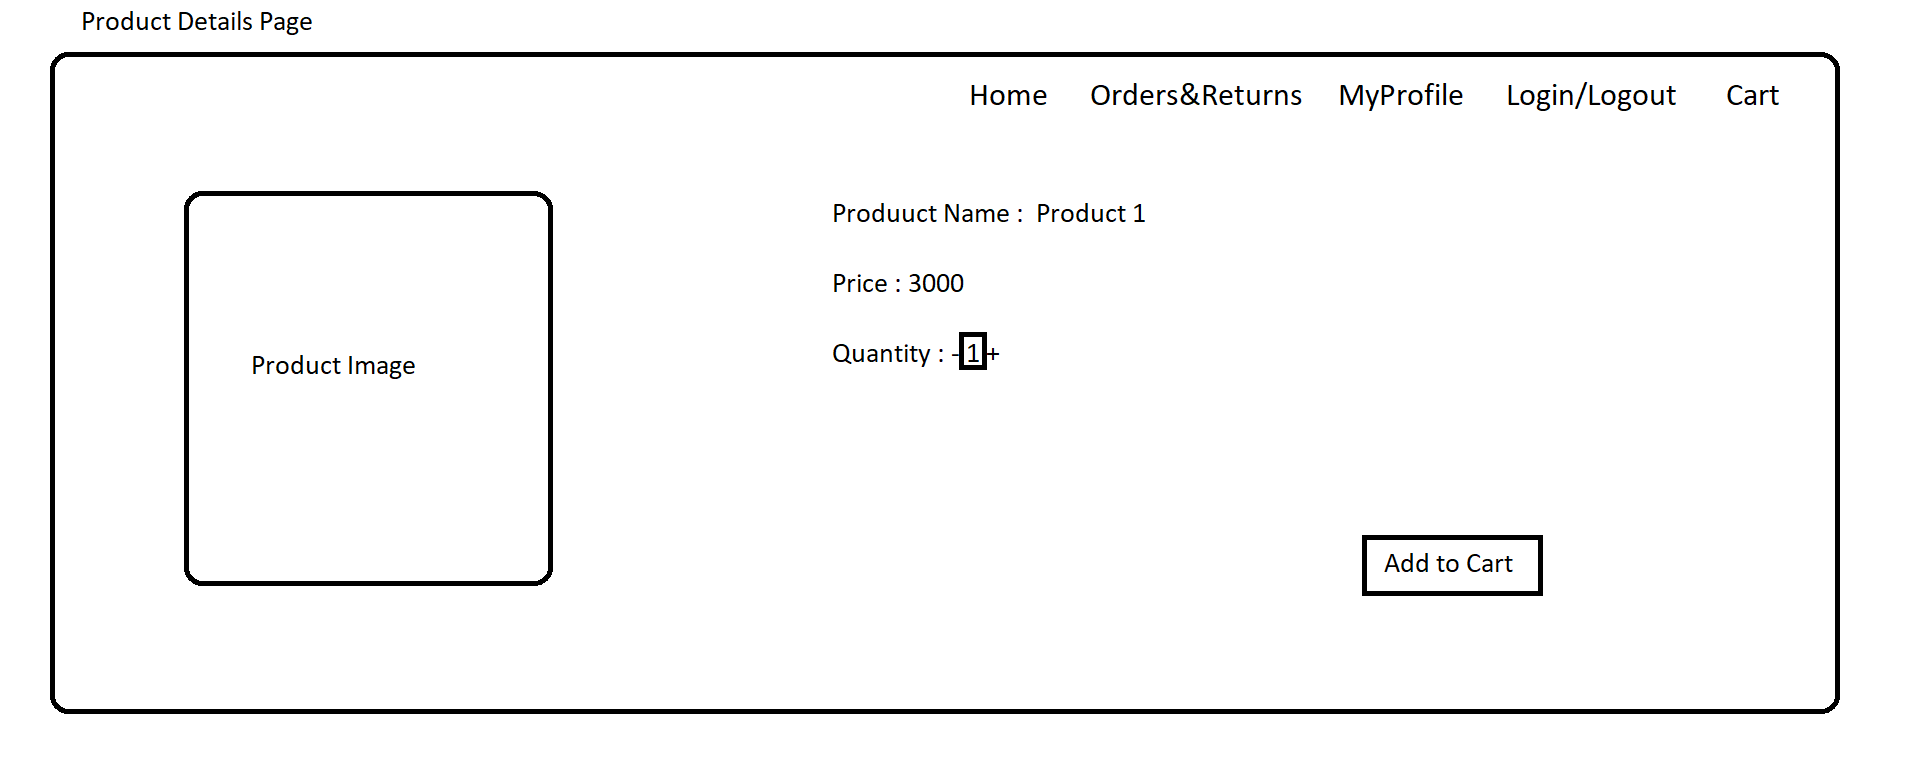 Product Details Page
Home Orders&Returns MyProfile Login/Logout Cart
Produuct Name : Product 1
Price : 3000
Quantity : -1+
Product Image
Add to Cart